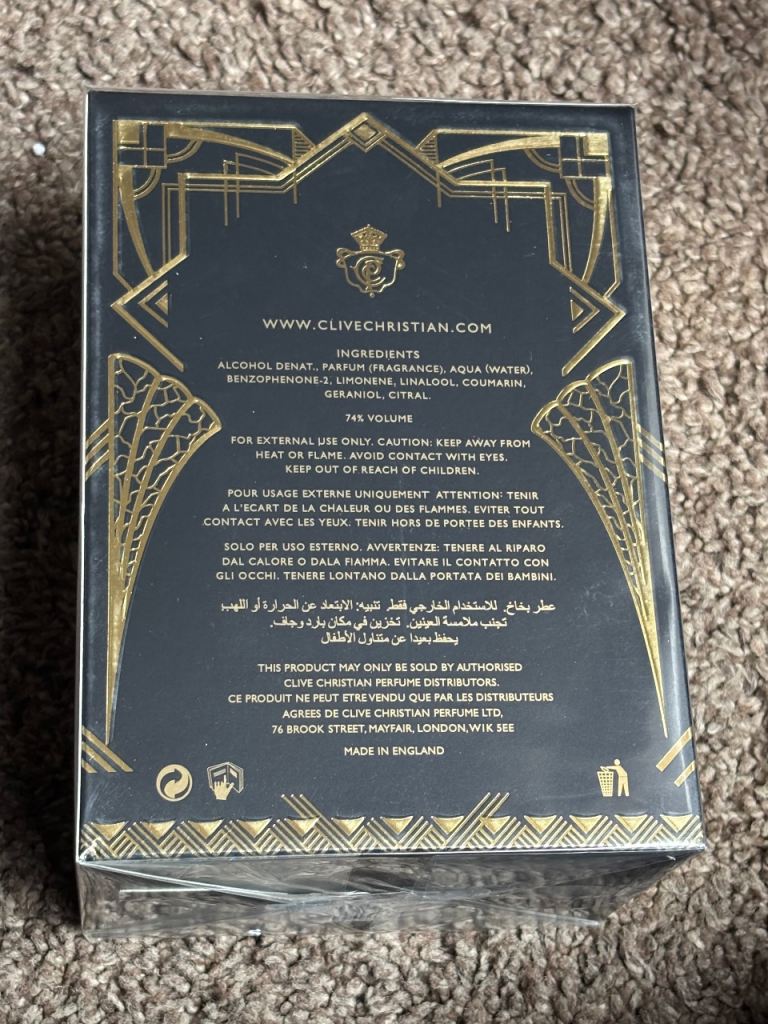 WWW.CLIVECHRISTIAN.COM
INGREDIENTS
ALCOHOL DENAT., PARFUM (FRAGRANCE), AQUA (WATER),
BENZOPHENONE-2, LIMONENE, LINALOOL, COUMARIN,
GERANIOL, CITRAL.
74% VOLUME
FOR EXTERNAL USE ONLY. CAUTION: KEEP AWAY FROM
HEAT OR FLAME. AVOID CONTACT WITH EYES.
KEEP OUT OF REACH OF CHILDREN.
POUR USAGE EXTERNE UNIQUEMENT ATTENTION: TENIR
A L'ECART DE LA CHALEUR OU DES FLAMMES. EVITER TOUT
CONTACT AVEC LES YEUX. TENIR HORS DE PORTEE DES ENFANTS.
SOLO PER USO ESTERNO. AVVERTENZE: TENERE AL RIPARO
DAL CALORE O DALA FIAMMA. EVITARE IL CONTATTO CON
GLI OCCHI. TENERE LONTANO DALLA PORTATA DEI BAMBINI.
عطر بخاخ. للاستخدام الخارجي فقط. تنبيه: الابتعاد عن الحرارة أو اللهب.
تجنب ملامسة العينين. تخزين في مكان بارد وجاف.
يحفظ بعيدا عن متناول الأطفال
THIS PRODUCT MAY ONLY BE SOLD BY AUTHORISED
CLIVE CHRISTIAN PERFUME DISTRIBUTORS.
CE PRODUIT NE PEUT ETRE VENDU QUE PAR LES DISTRIBUTEURS
AGREES DE CLIVE CHRISTIAN PERFUME LTD,
76 BROOK STREET, MAYFAIR, LONDON, W1K 5EE
MADE IN ENGLAND